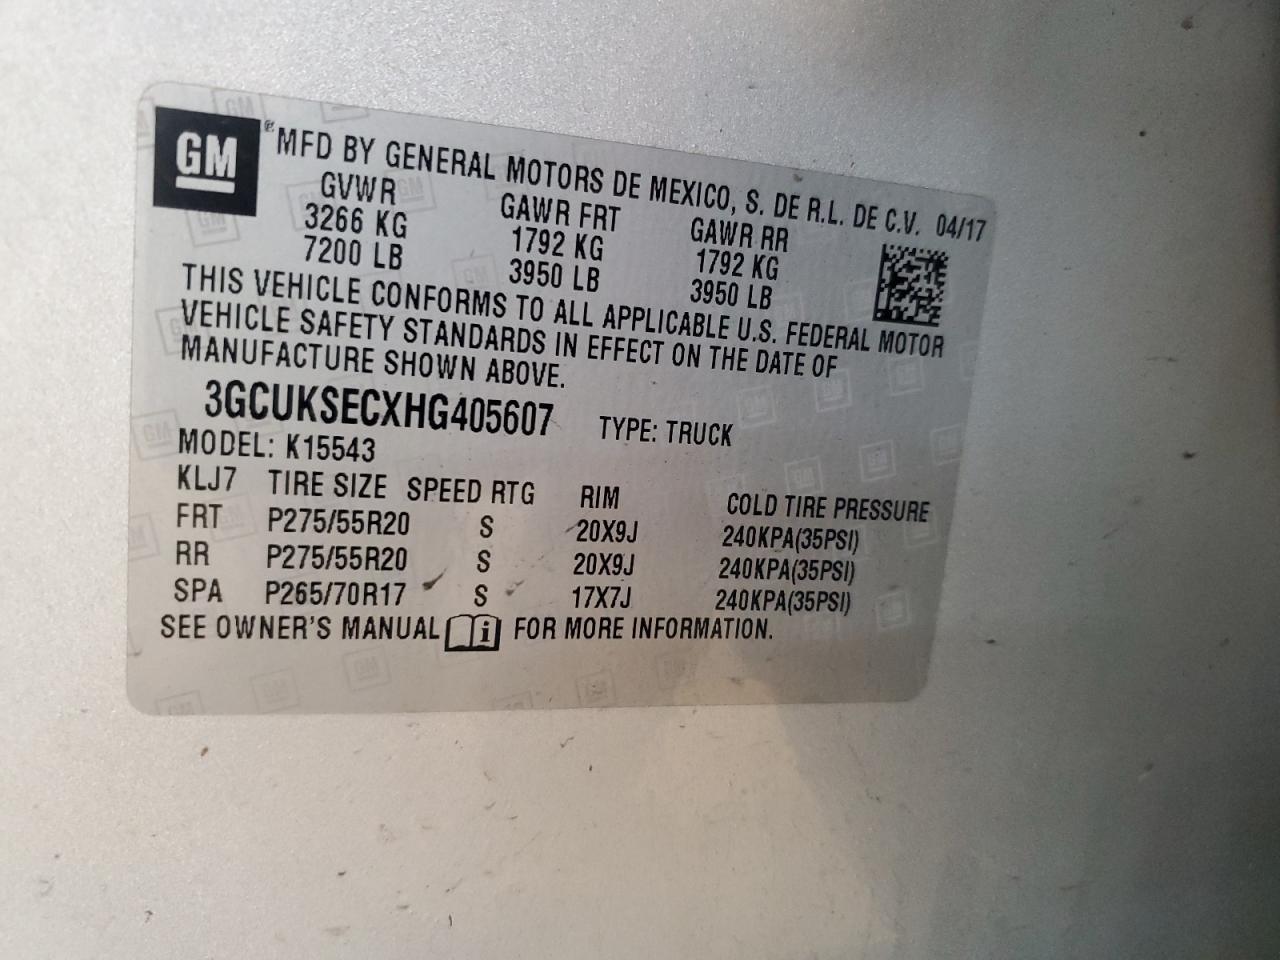 GM
® MFD BY GENERAL MOTORS DE MEXICO, S. DE R.L. DE C.V. 04/17
GVWR GAWR FRT GAWR RR
3266 KG 1792 KG 1792 KG
7200 LB 3950 LB 3950 LB
THIS VEHICLE CONFORMS TO ALL APPLICABLE U.S. FEDERAL MOTOR
VEHICLE SAFETY STANDARDS IN EFFECT ON THE DATE OF
MANUFACTURE SHOWN ABOVE.
3GCUKSECXHG405607 TYPE: TRUCK
MODEL: K15543
KLJ7 TIRE SIZE SPEED RTG RIM COLD TIRE PRESSURE
FRT P275/55R20 S 20X9J 240KPA(35PSI)
RR P275/55R20 S 20X9J 240KPA(35PSI)
SPA P265/70R17 S 17X7J 240KPA(35PSI)
SEE OWNER'S MANUAL i FOR MORE INFORMATION.